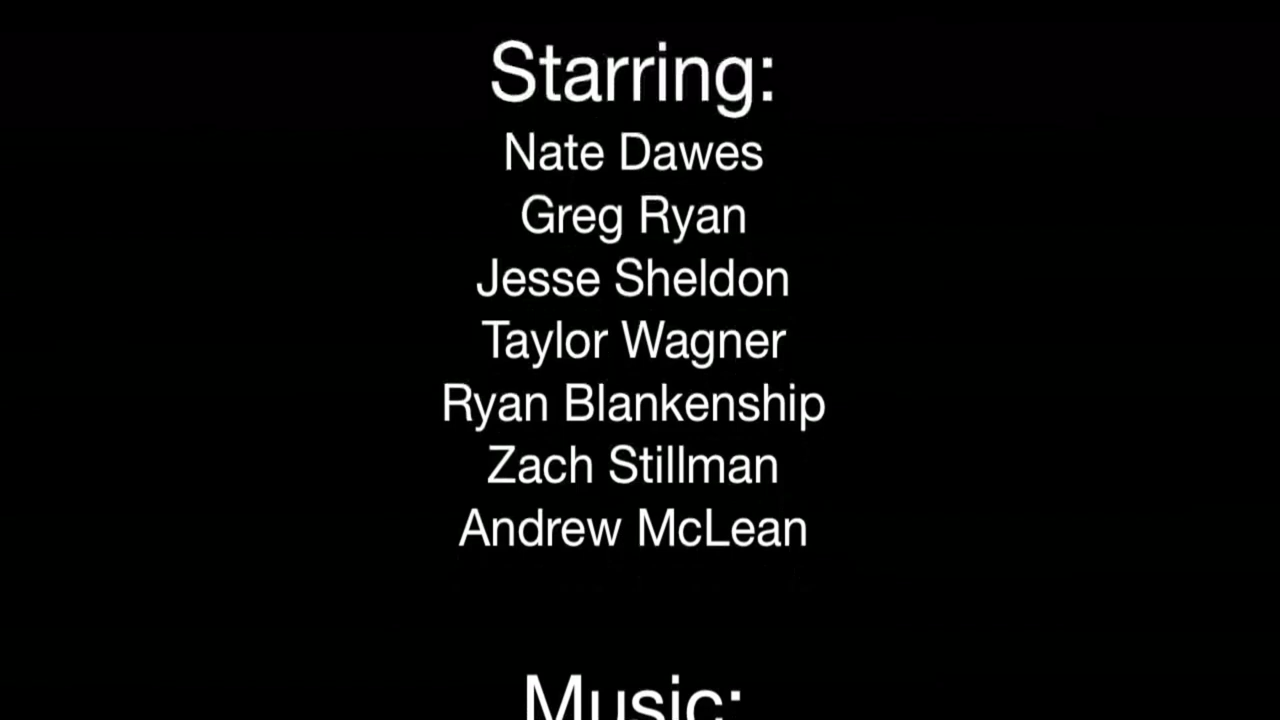 Starring:
Nate Dawes
Greg Ryan
Jesse Sheldon
Taylor Wagner
Ryan Blankenship
Zach Stillman
Andrew McLean
Music: